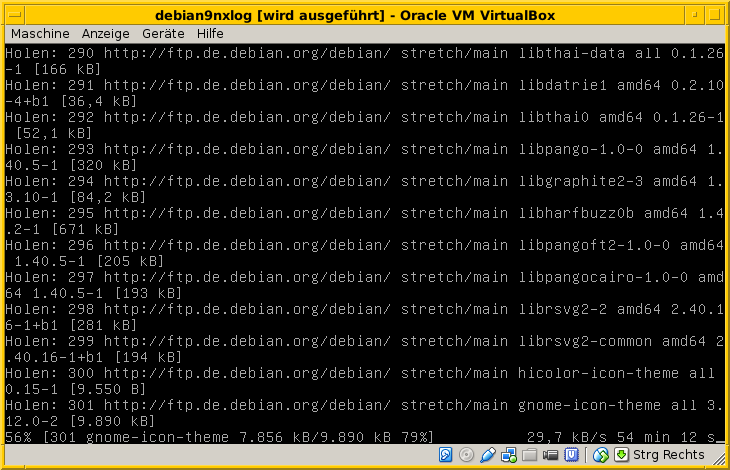 debian9nxlog [wird ausgeführt] - Oracle VM VirtualBox
Maschine Anzeige Geräte Hilfe
Holen: 290 http://ftp.de.debian.org/debian/ stretch/main libthai-data all 0.1.26
-1 [166 kB]
Holen: 291 http://ftp.de.debian.org/debian/ stretch/main libdatrie1 amd64 0.2.10
-4+b1 [36,4 kB]
Holen: 292 http://ftp.de.debian.org/debian/ stretch/main libthai0 amd64 0.1.26-1
 [52,1 kB]
Holen: 293 http://ftp.de.debian.org/debian/ stretch/main libpango-1.0-0 amd64 1.
40.5-1 [320 kB]
Holen: 294 http://ftp.de.debian.org/debian/ stretch/main libgraphite2-3 amd64 1.
3.10-1 [84,2 kB]
Holen: 295 http://ftp.de.debian.org/debian/ stretch/main libharfbuzz0b amd64 1.4
.2-1 [671 kB]
Holen: 296 http://ftp.de.debian.org/debian/ stretch/main libpangoft2-1.0-0 amd64
 1.40.5-1 [205 kB]
Holen: 297 http://ftp.de.debian.org/debian/ stretch/main libpangocairo-1.0-0 amd
64 1.40.5-1 [193 kB]
Holen: 298 http://ftp.de.debian.org/debian/ stretch/main librsvg2-2 amd64 2.40.1
6-1+b1 [281 kB]
Holen: 299 http://ftp.de.debian.org/debian/ stretch/main librsvg2-common amd64 2
.40.16-1+b1 [194 kB]
Holen: 300 http://ftp.de.debian.org/debian/ stretch/main hicolor-icon-theme all
0.15-1 [9.550 B]
Holen: 301 http://ftp.de.debian.org/debian/ stretch/main gnome-icon-theme all 3.
12.0-2 [9.890 kB]
56% [301 gnome-icon-theme 7.856 kB/9.890 kB 79%] 29,7 kB/s 54 min 12 s
Strg Rechts